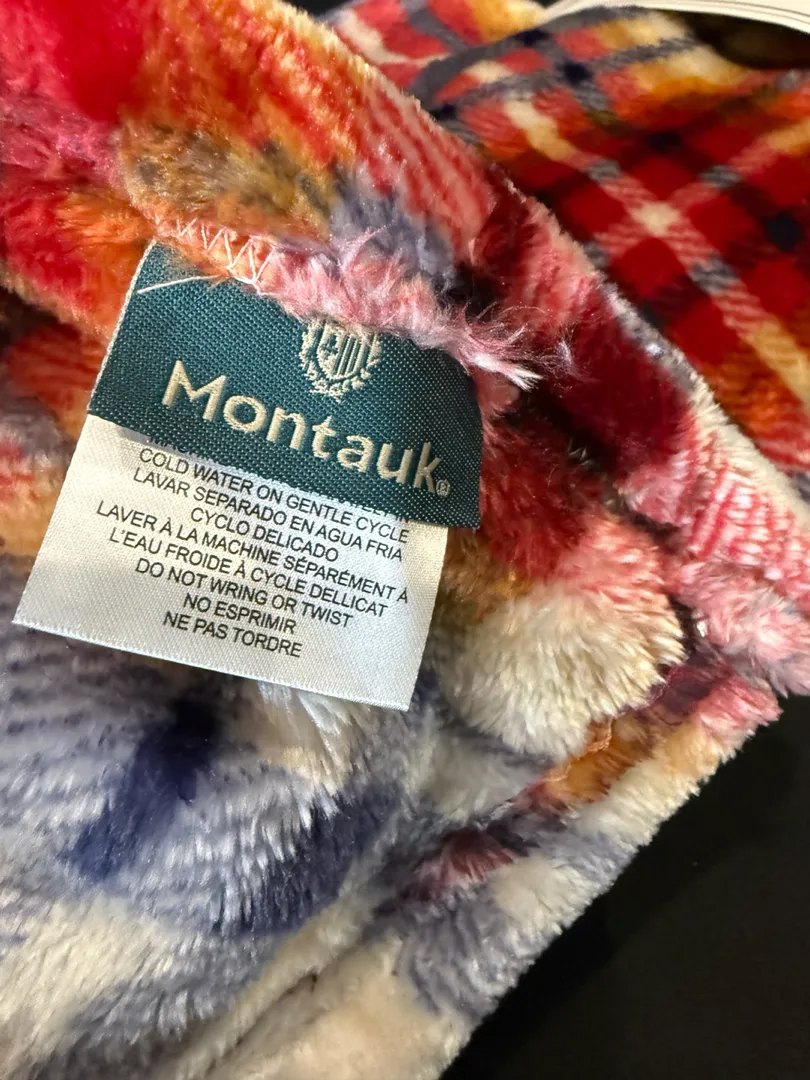 Montauk®
COLD WATER ON GENTLE CYCLE
LAVAR SEPARADO EN AGUA FRIA
CYCLO DELICADO
LAVER À LA MACHINE SÉPARÉMENT À
L'EAU FROIDE À CYCLE DELLICAT
DO NOT WRING OR TWIST
NO ESPRIMIR
NE PAS TORDRE